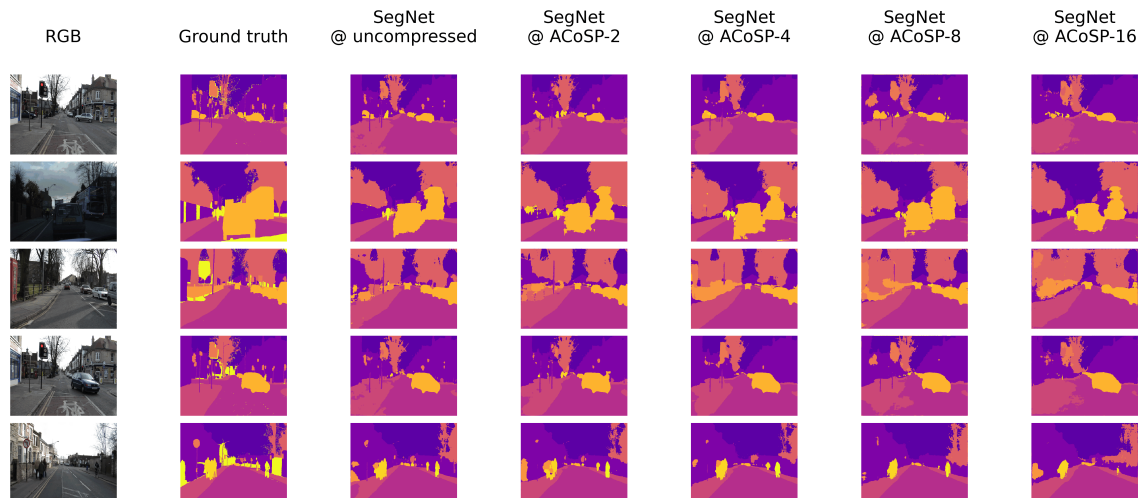 RGB
Ground truth
SegNet
@ uncompressed
SegNet
@ ACoSP-2
SegNet
@ ACoSP-4
SegNet
@ ACoSP-8
SegNet
@ ACoSP-16